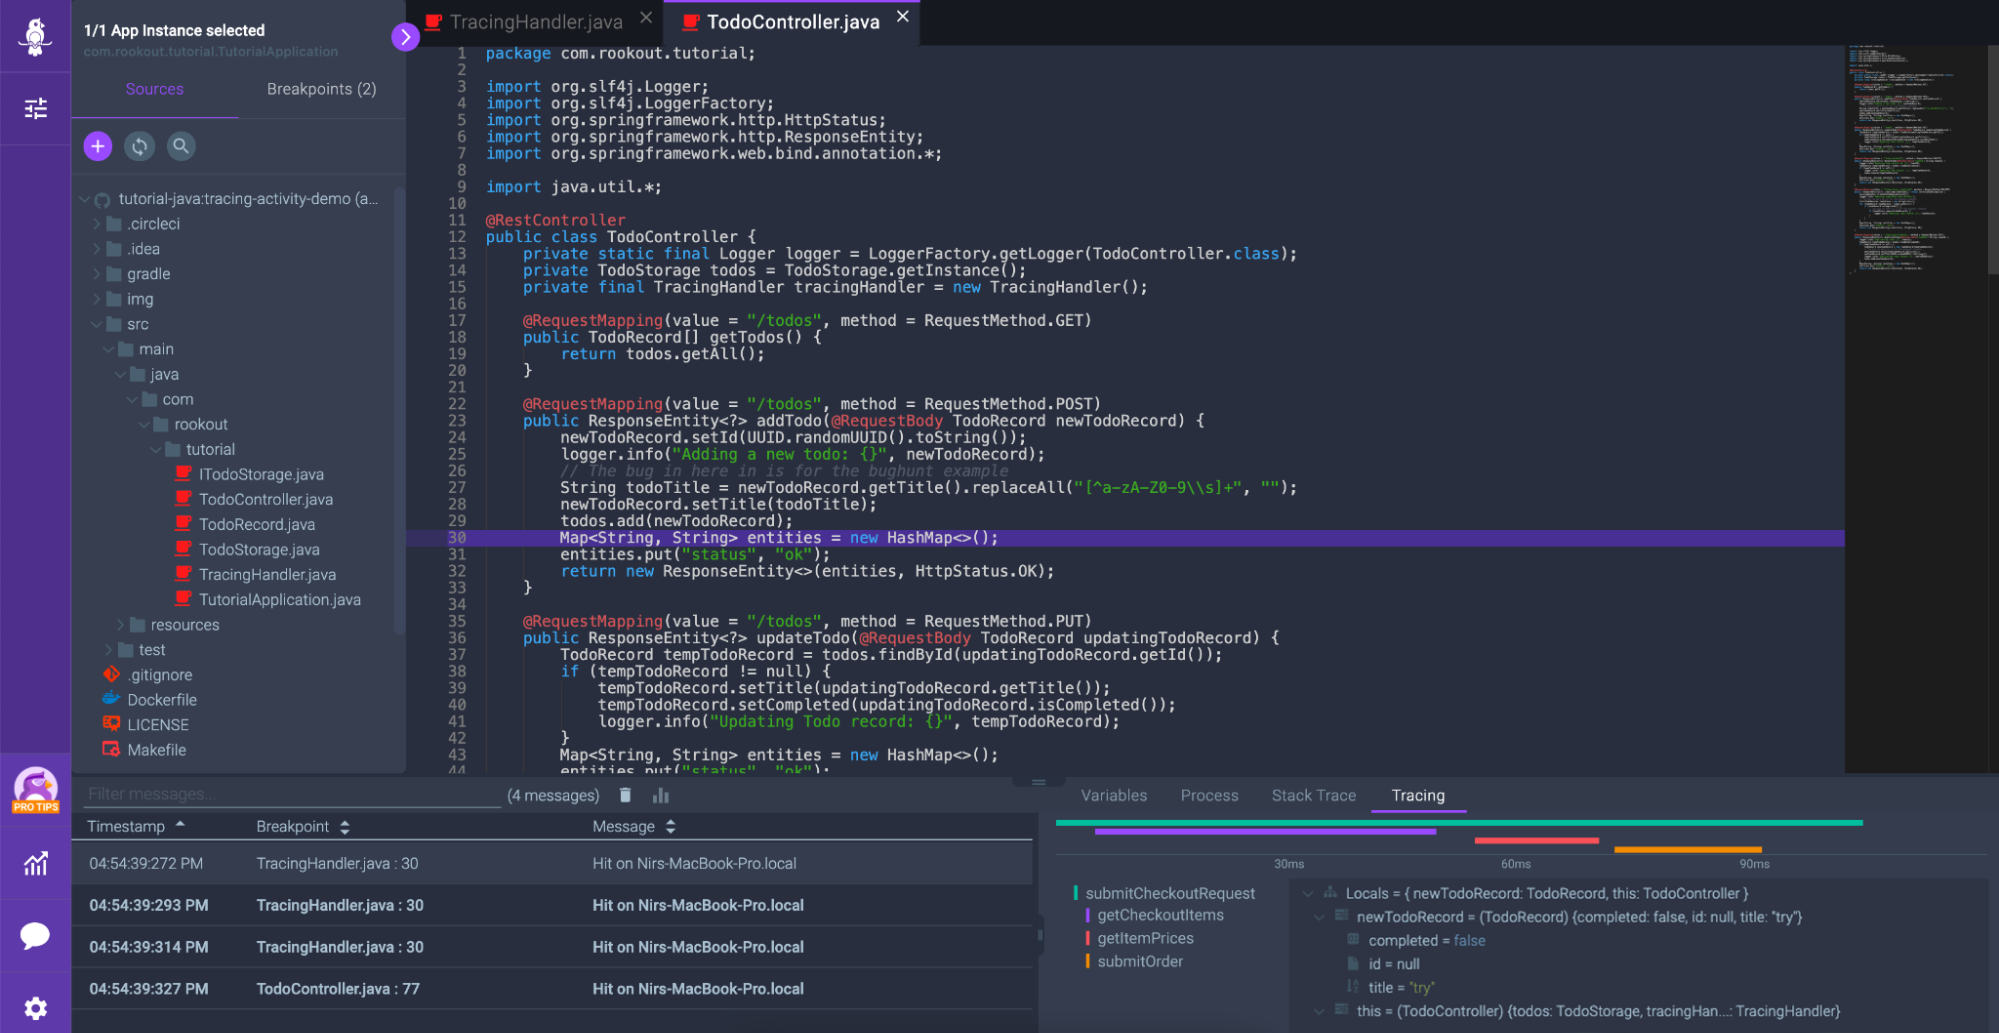 1/1 App Instance selected
com.rookout.tutorial.TutorialApplication
Sources
Breakpoints (2)
tutorial-java:tracing-activity-demo (a...
.circleci
.idea
gradle
img
src
main
java
com
rookout
tutorial
ITodoStorage.java
TodoController.java
TodoRecord.java
TodoStorage.java
TracingHandler.java
TutorialApplication.java
resources
test
.gitignore
Dockerfile
LICENSE
Makefile
PRO TIPS
TracingHandler.java
TodoController.java
1 package com.rookout.tutorial;
2
3 import org.slf4j.Logger;
4 import org.slf4j.LoggerFactory;
5 import org.springframework.http.HttpStatus;
6 import org.springframework.http.ResponseEntity;
7 import org.springframework.web.bind.annotation.*;
8
9 import java.util.*;
10
11 @RestController
12 public class TodoController {
13 private static final Logger logger = LoggerFactory.getLogger(TodoController.class);
14 private TodoStorage todos = TodoStorage.getInstance();
15 private final TracingHandler tracingHandler = new TracingHandler();
16
17 @RequestMapping(value = "/todos", method = RequestMethod.GET)
18 public TodoRecord[] getTodos() {
19 return todos.getAll();
20 }
21
22 @RequestMapping(value = "/todos", method = RequestMethod.POST)
23 public ResponseEntity<?> addTodo(@RequestBody TodoRecord newTodoRecord) {
24 newTodoRecord.setId(UUID.randomUUID().toString());
25 logger.info("Adding a new todo: {}", newTodoRecord);
26 // The bug in here in is for the bughunt example
27 String todoTitle = newTodoRecord.getTitle().replaceAll("[^a-zA-Z0-9\\s]+", "");
28 newTodoRecord.setTitle(todoTitle);
29 todos.add(newTodoRecord);
30 Map<String, String> entities = new HashMap<>();
31 entities.put("status", "ok");
32 return new ResponseEntity<>(entities, HttpStatus.OK);
33 }
34
35 @RequestMapping(value = "/todos", method = RequestMethod.PUT)
36 public ResponseEntity<?> updateTodo(@RequestBody TodoRecord updatingTodoRecord) {
37 TodoRecord tempTodoRecord = todos.findById(updatingTodoRecord.getId());
38 if (tempTodoRecord != null) {
39 tempTodoRecord.setTitle(updatingTodoRecord.getTitle());
40 tempTodoRecord.setCompleted(updatingTodoRecord.isCompleted());
41 logger.info("Updating Todo record: {}", tempTodoRecord);
42 }
43 Map<String, String> entities = new HashMap<>();
44 entities.put("status", "ok");
Filter messages...
(4 messages)
Timestamp Breakpoint Message
04:54:39:272 PM TracingHandler.java : 30 Hit on Nirs-MacBook-Pro.local
04:54:39:293 PM TracingHandler.java : 30 Hit on Nirs-MacBook-Pro.local
04:54:39:314 PM TracingHandler.java : 30 Hit on Nirs-MacBook-Pro.local
04:54:39:327 PM TodoController.java : 77 Hit on Nirs-MacBook-Pro.local
Variables Process Stack Trace Tracing
30ms 60ms 90ms
submitCheckoutRequest
getCheckoutItems
getItemPrices
submitOrder
Locals = { newTodoRecord: TodoRecord, this: TodoController }
newTodoRecord = (TodoRecord) {completed: false, id: null, title: "try"}
completed = false
id = null
title = "try"
this = (TodoController) {todos: TodoStorage, tracingHan...: TracingHandler}